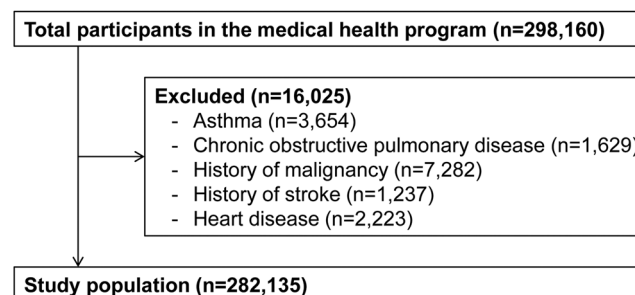 Total participants in the medical health program (n=298,160)
Excluded (n=16,025)
- Asthma (n=3,654)
- Chronic obstructive pulmonary disease (n=1,629)
- History of malignancy (n=7,282)
- History of stroke (n=1,237)
- Heart disease (n=2,223)
Study population (n=282,135)